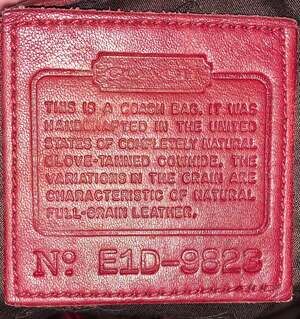 COACH
THIS IS A COACH BAG. IT WAS
HANDCRAFTED IN THE UNITED
STATES OF COMPLETELY NATURAL
GLOVE-TANNED COWHIDE. THE
VARIATIONS IN THE GRAIN ARE
CHARACTERISTIC OF NATURAL
FULL-GRAIN LEATHER.
Nº E1D-9823